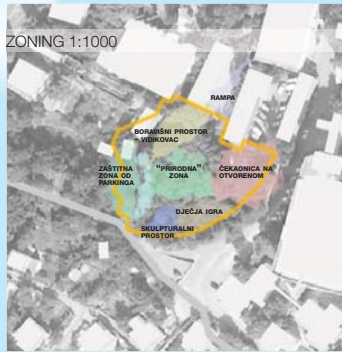 ZONING 1:1000
RAMPA
BORAVIŠNI PROSTOR
- VIDIKOVAC
ZAŠTITNA
ZONA OD
PARKINGA
"PRIRODNA"
ZONA
ČEKAONICA NA
OTVORENOM
DJEČJA IGRA
SKULPTURALNI
PROSTOR